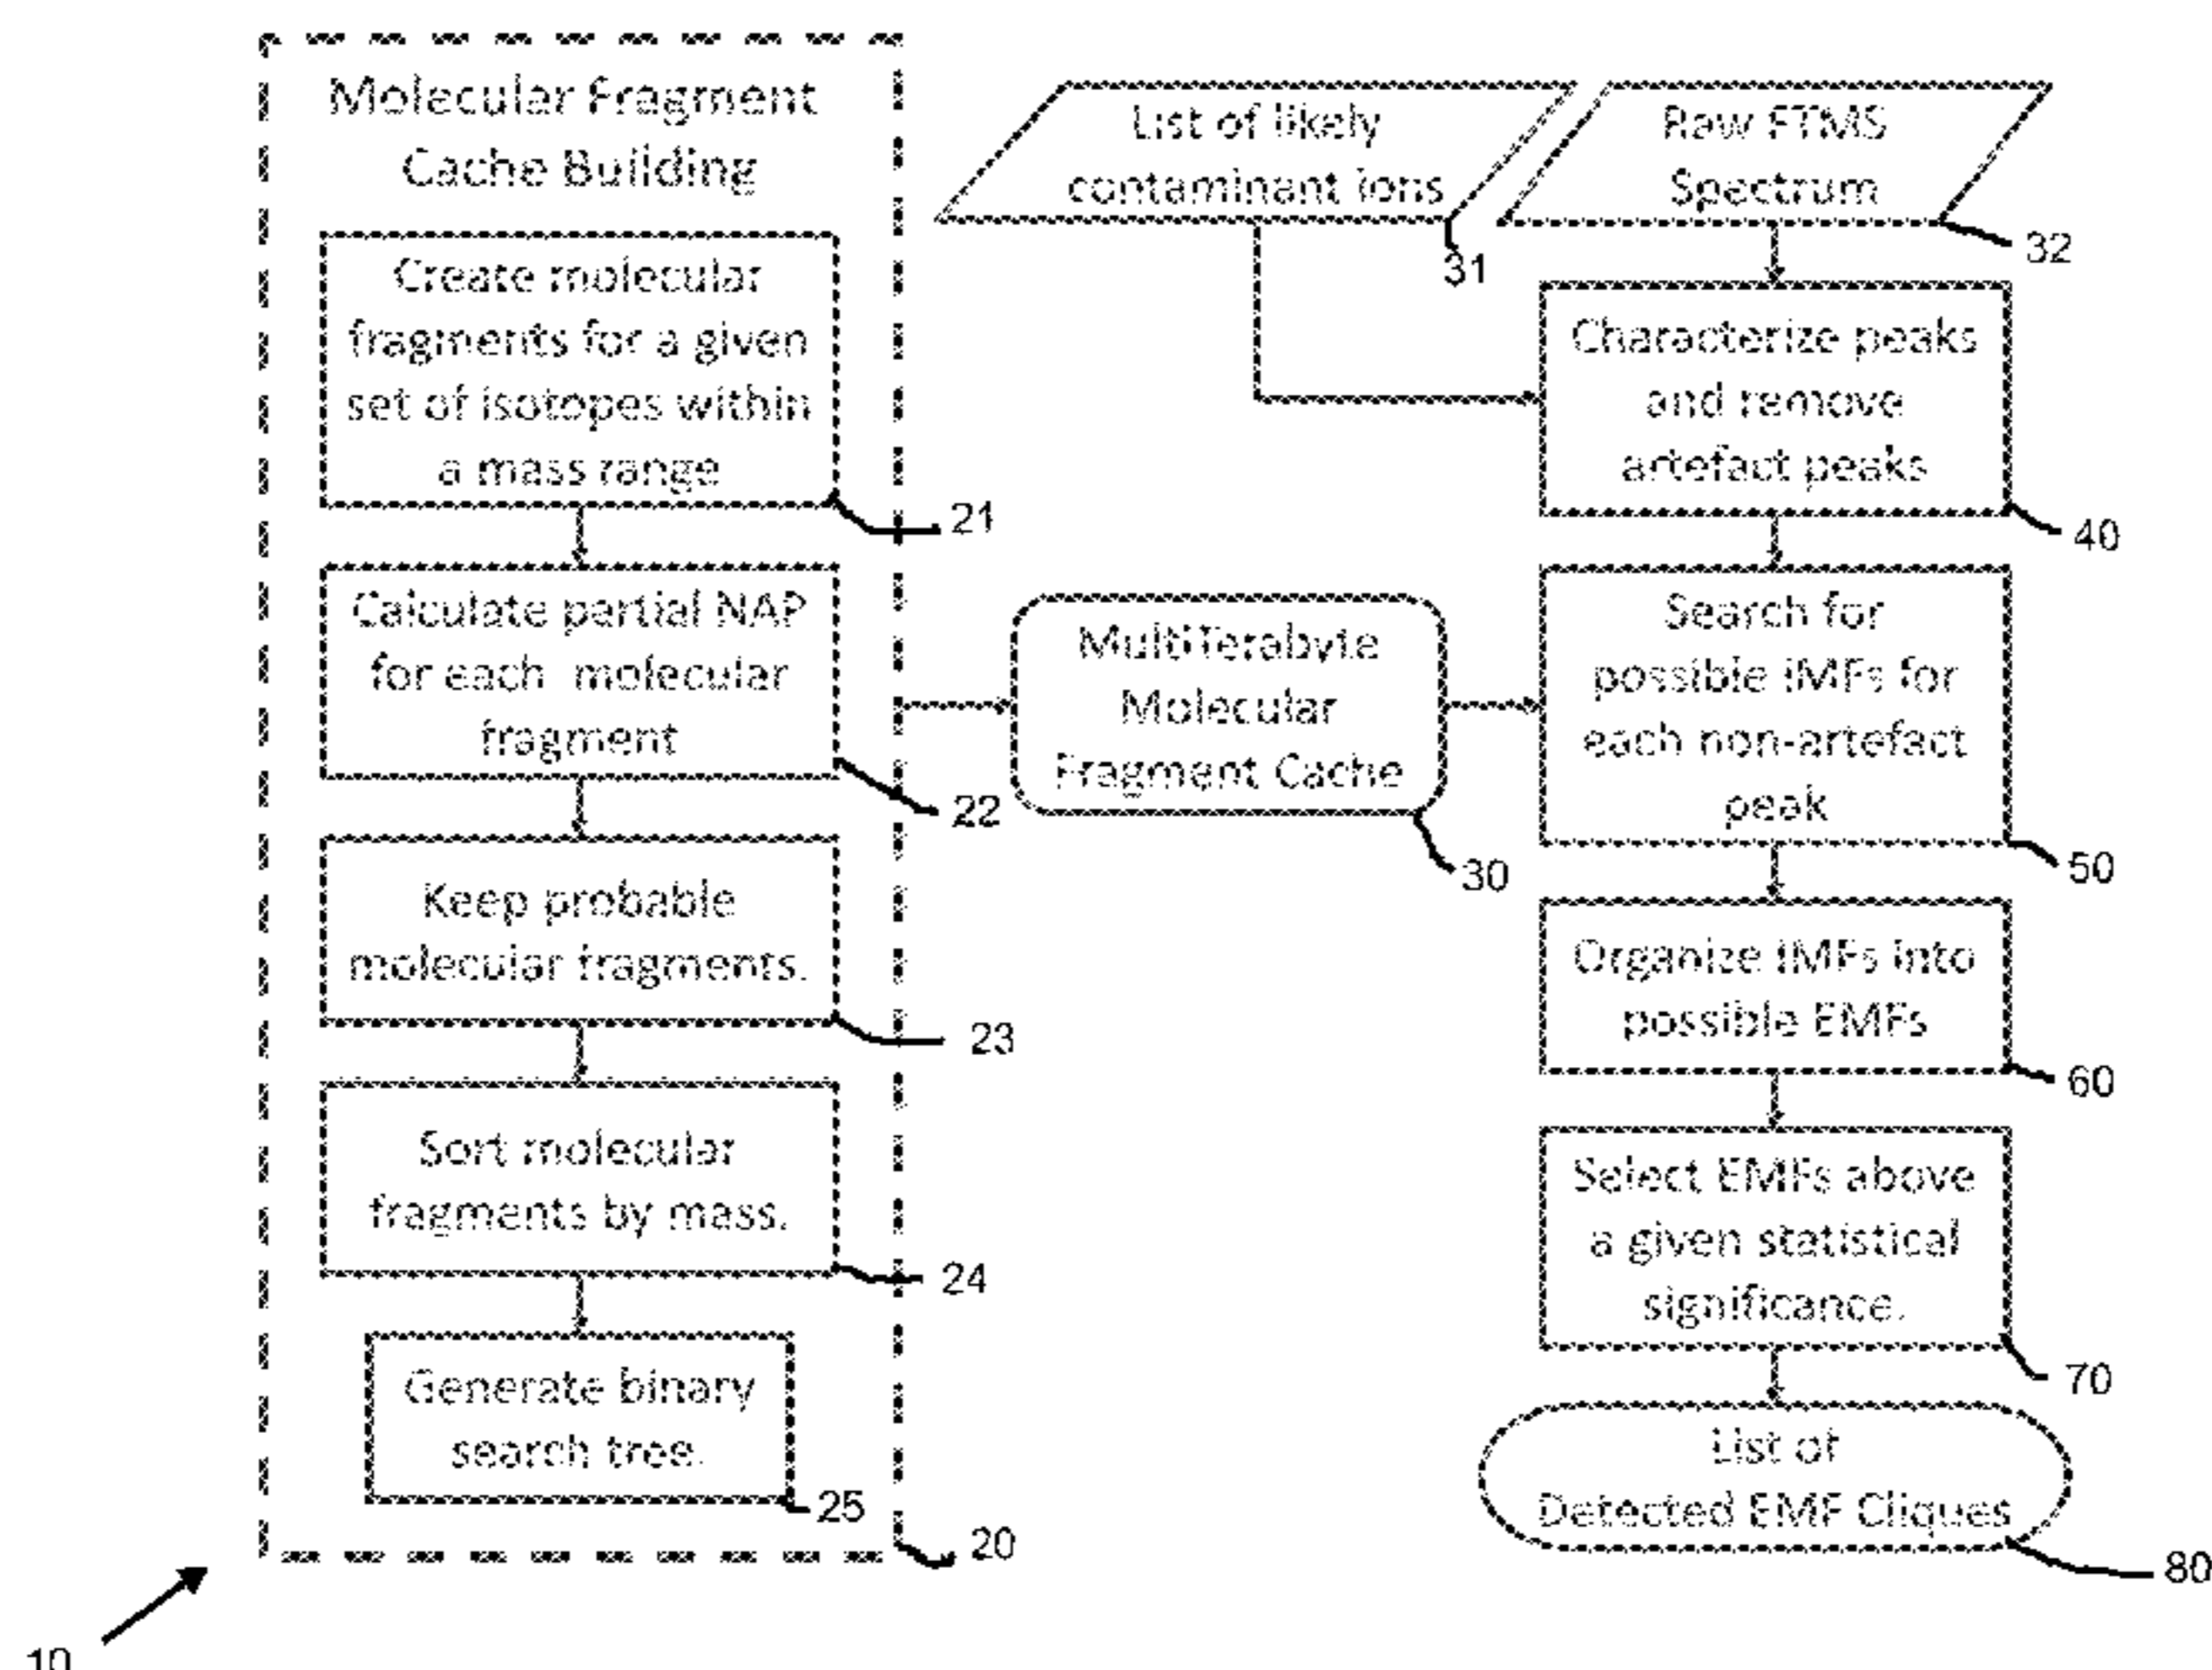 Molecular Fragment
Cache Building
Create molecular
fragments for a given
set of isotopes within
a mass range
21
Calculate partial NAP
for each molecular
fragment
22
Keep probable
molecular fragments.
23
Sort molecular
fragments by mass.
24
Generate binary
search tree.
25
20
10
List of likely
contaminant ions
31
Raw FTMS
Spectrum
32
Characterize peaks
and remove
artefact peaks
40
MultiTerabyte
Molecular
Fragment Cache
30
Search for
possible IMFs for
each non-artefact
peak
50
Organize IMFs into
possible EMFs
60
Select EMFs above
a given statistical
significance.
70
List of
Detected EMF Cliques
80